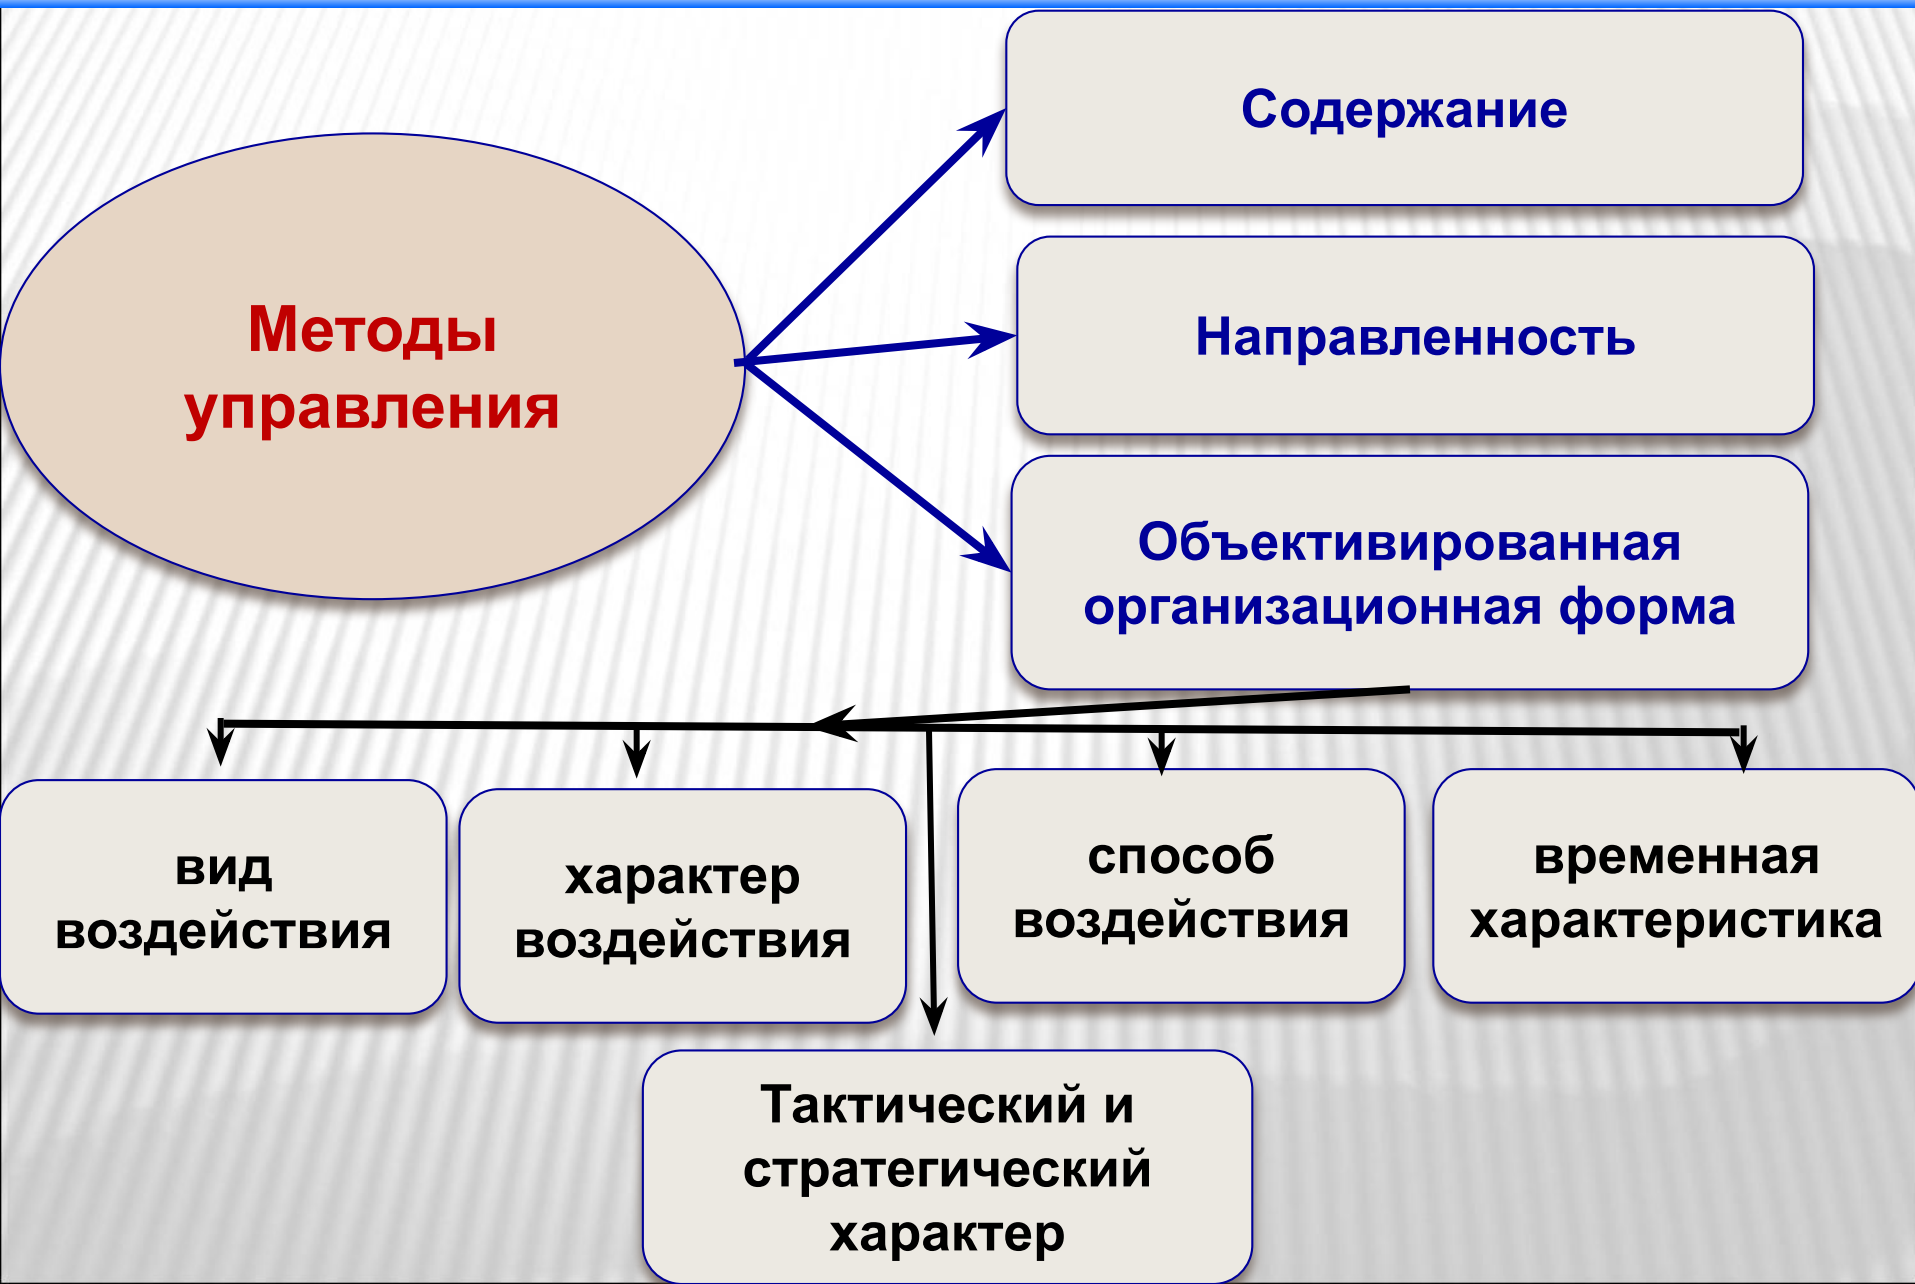 Методы
управления
Содержание
Направленность
Объективированная
организационная форма
вид
воздействия
характер
воздействия
способ
воздействия
временная
характеристика
Тактический и
стратегический
характер